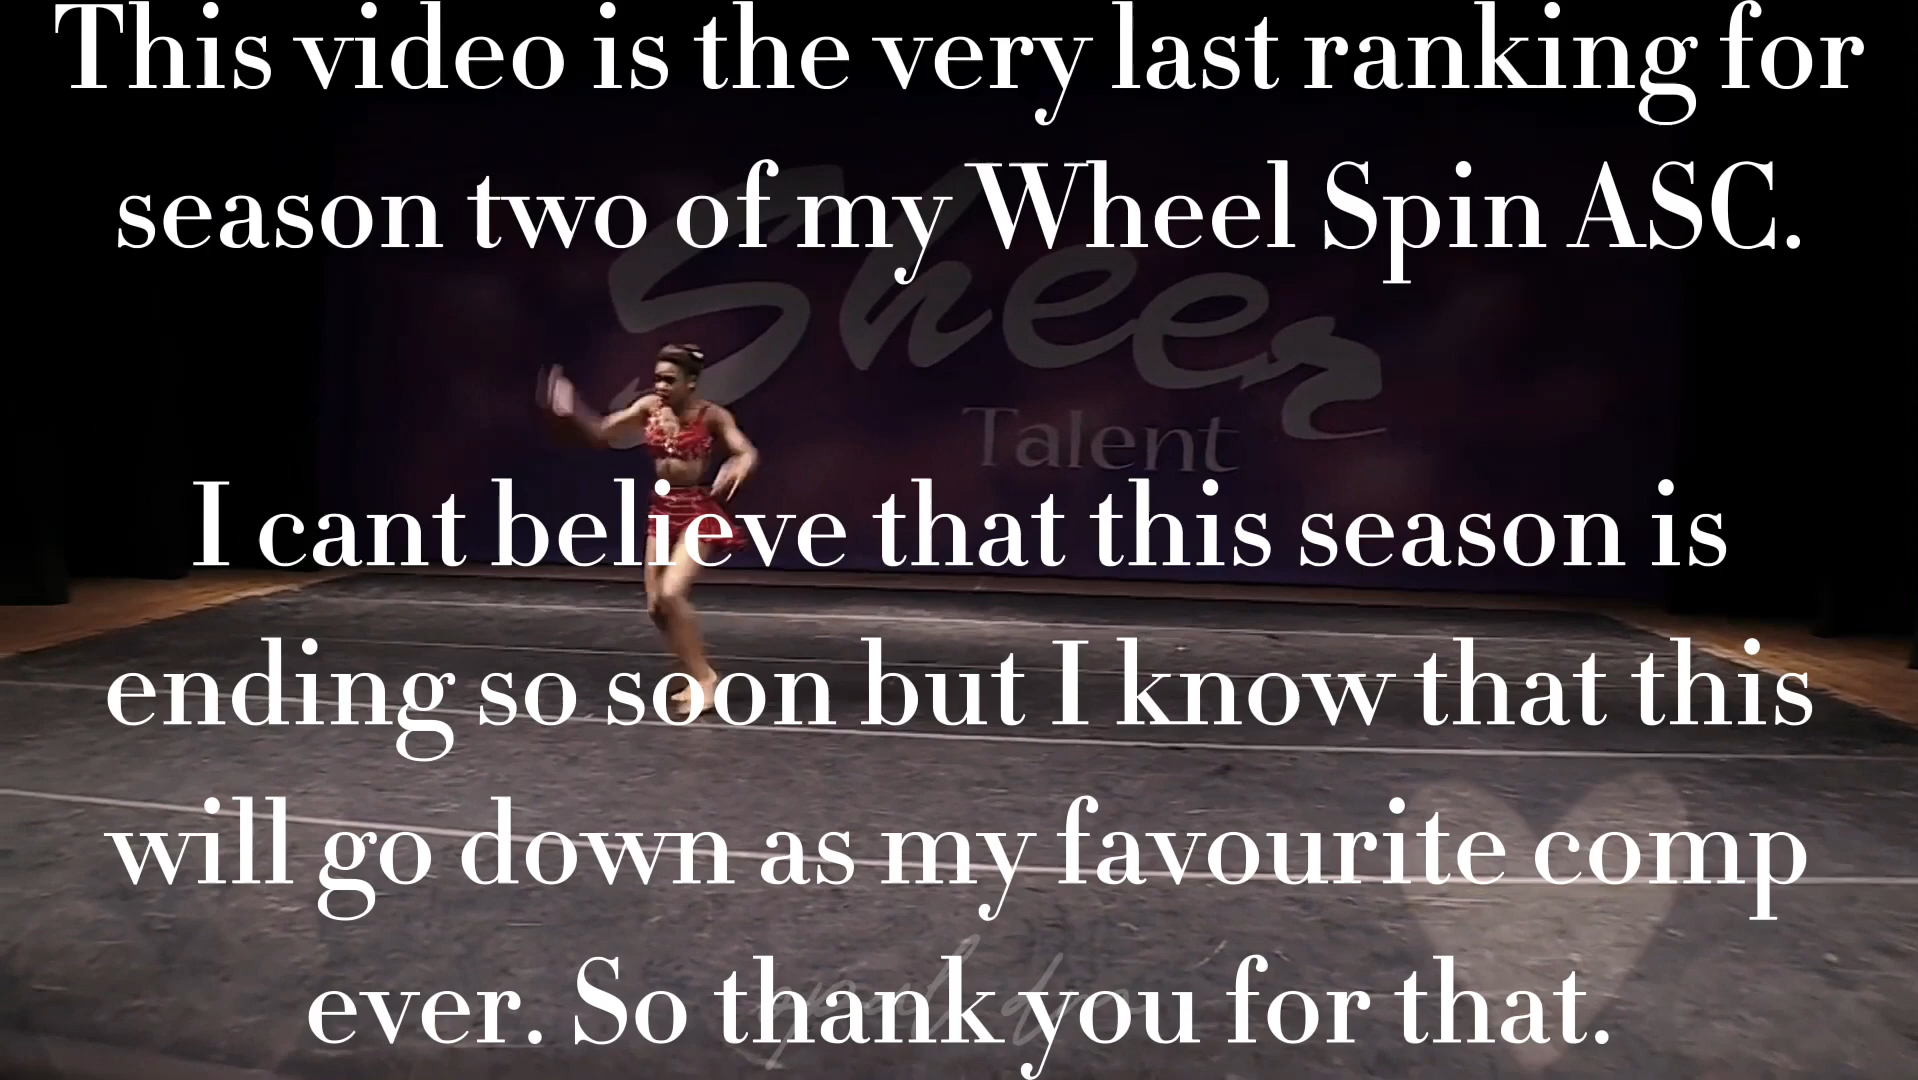 This video is the very last ranking for
season two of my Wheel Spin ASC.
Sheer
Talent
I cant believe that this season is
ending so soon but I know that this
will go down as my favourite comp
ever. So thank you for that.